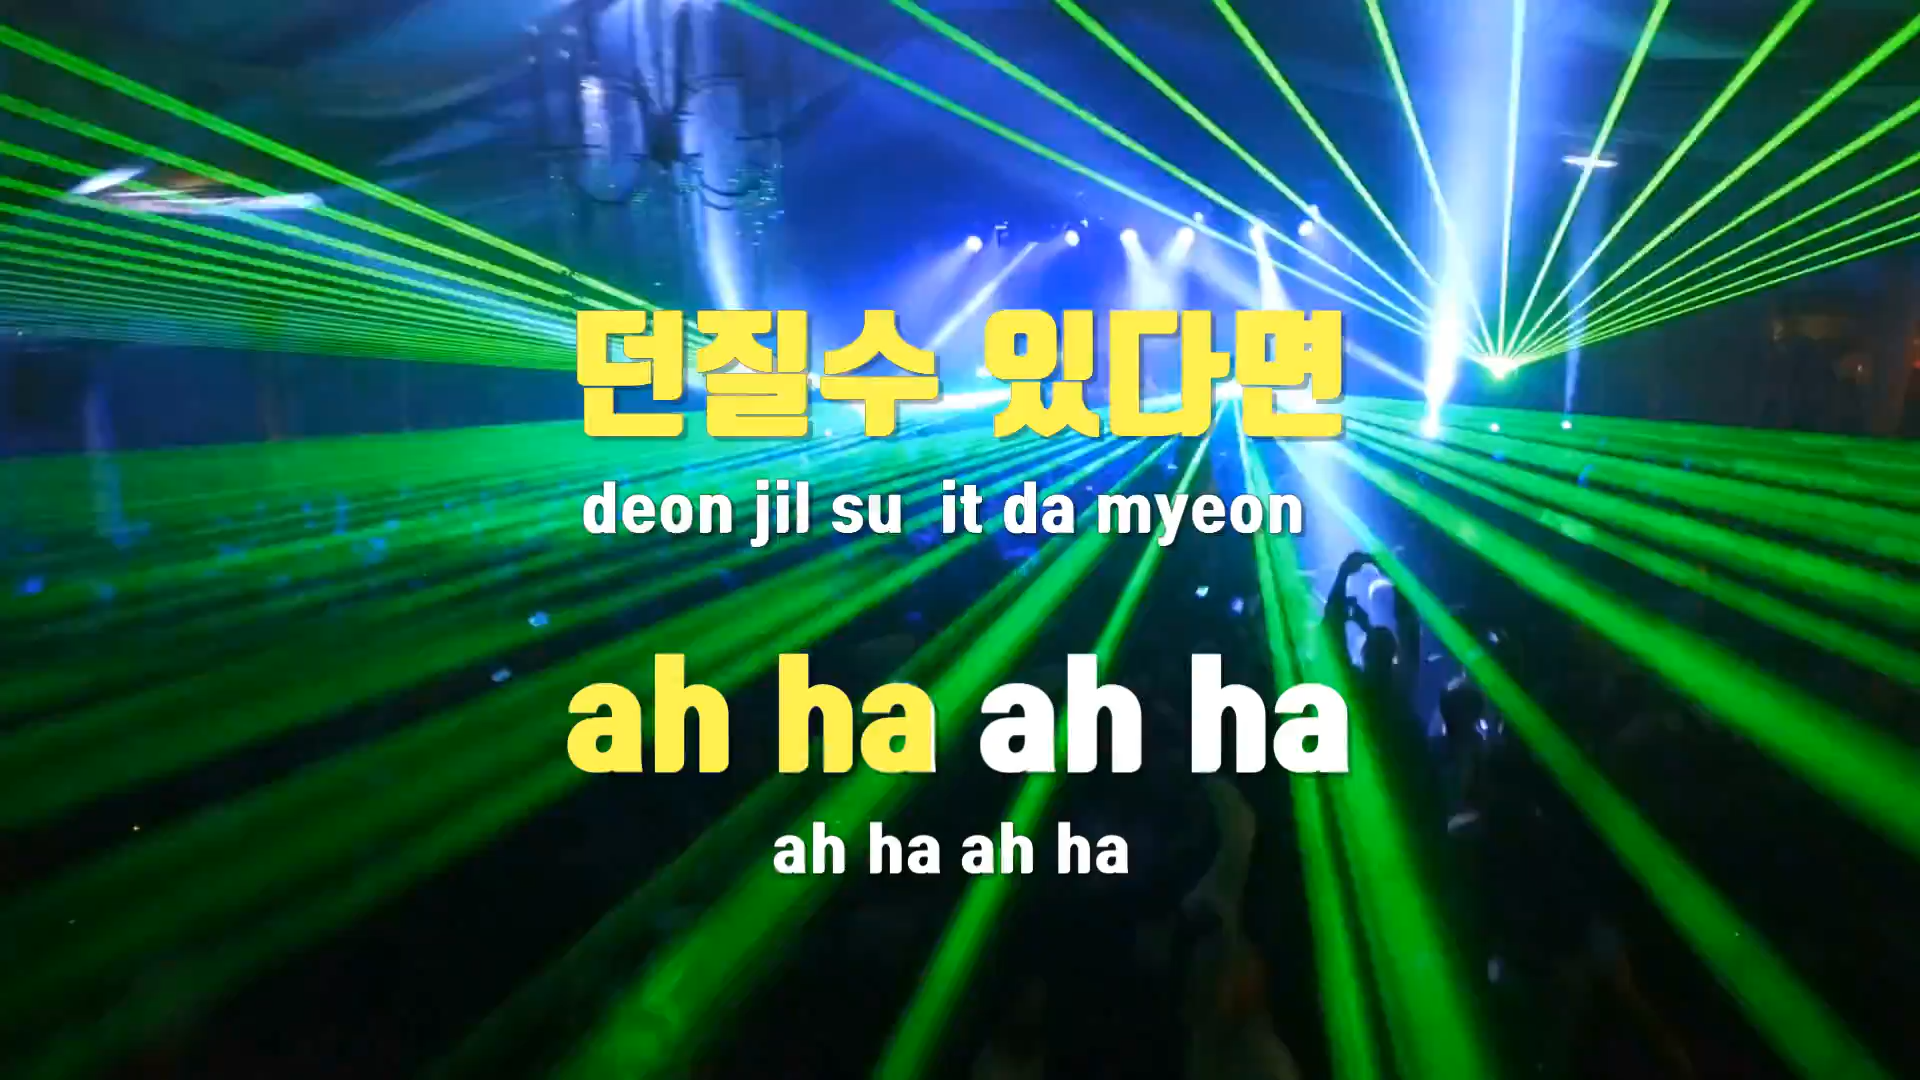 던질수 있다면
deon jil su it da myeon
ah ha ah ha
ah ha ah ha